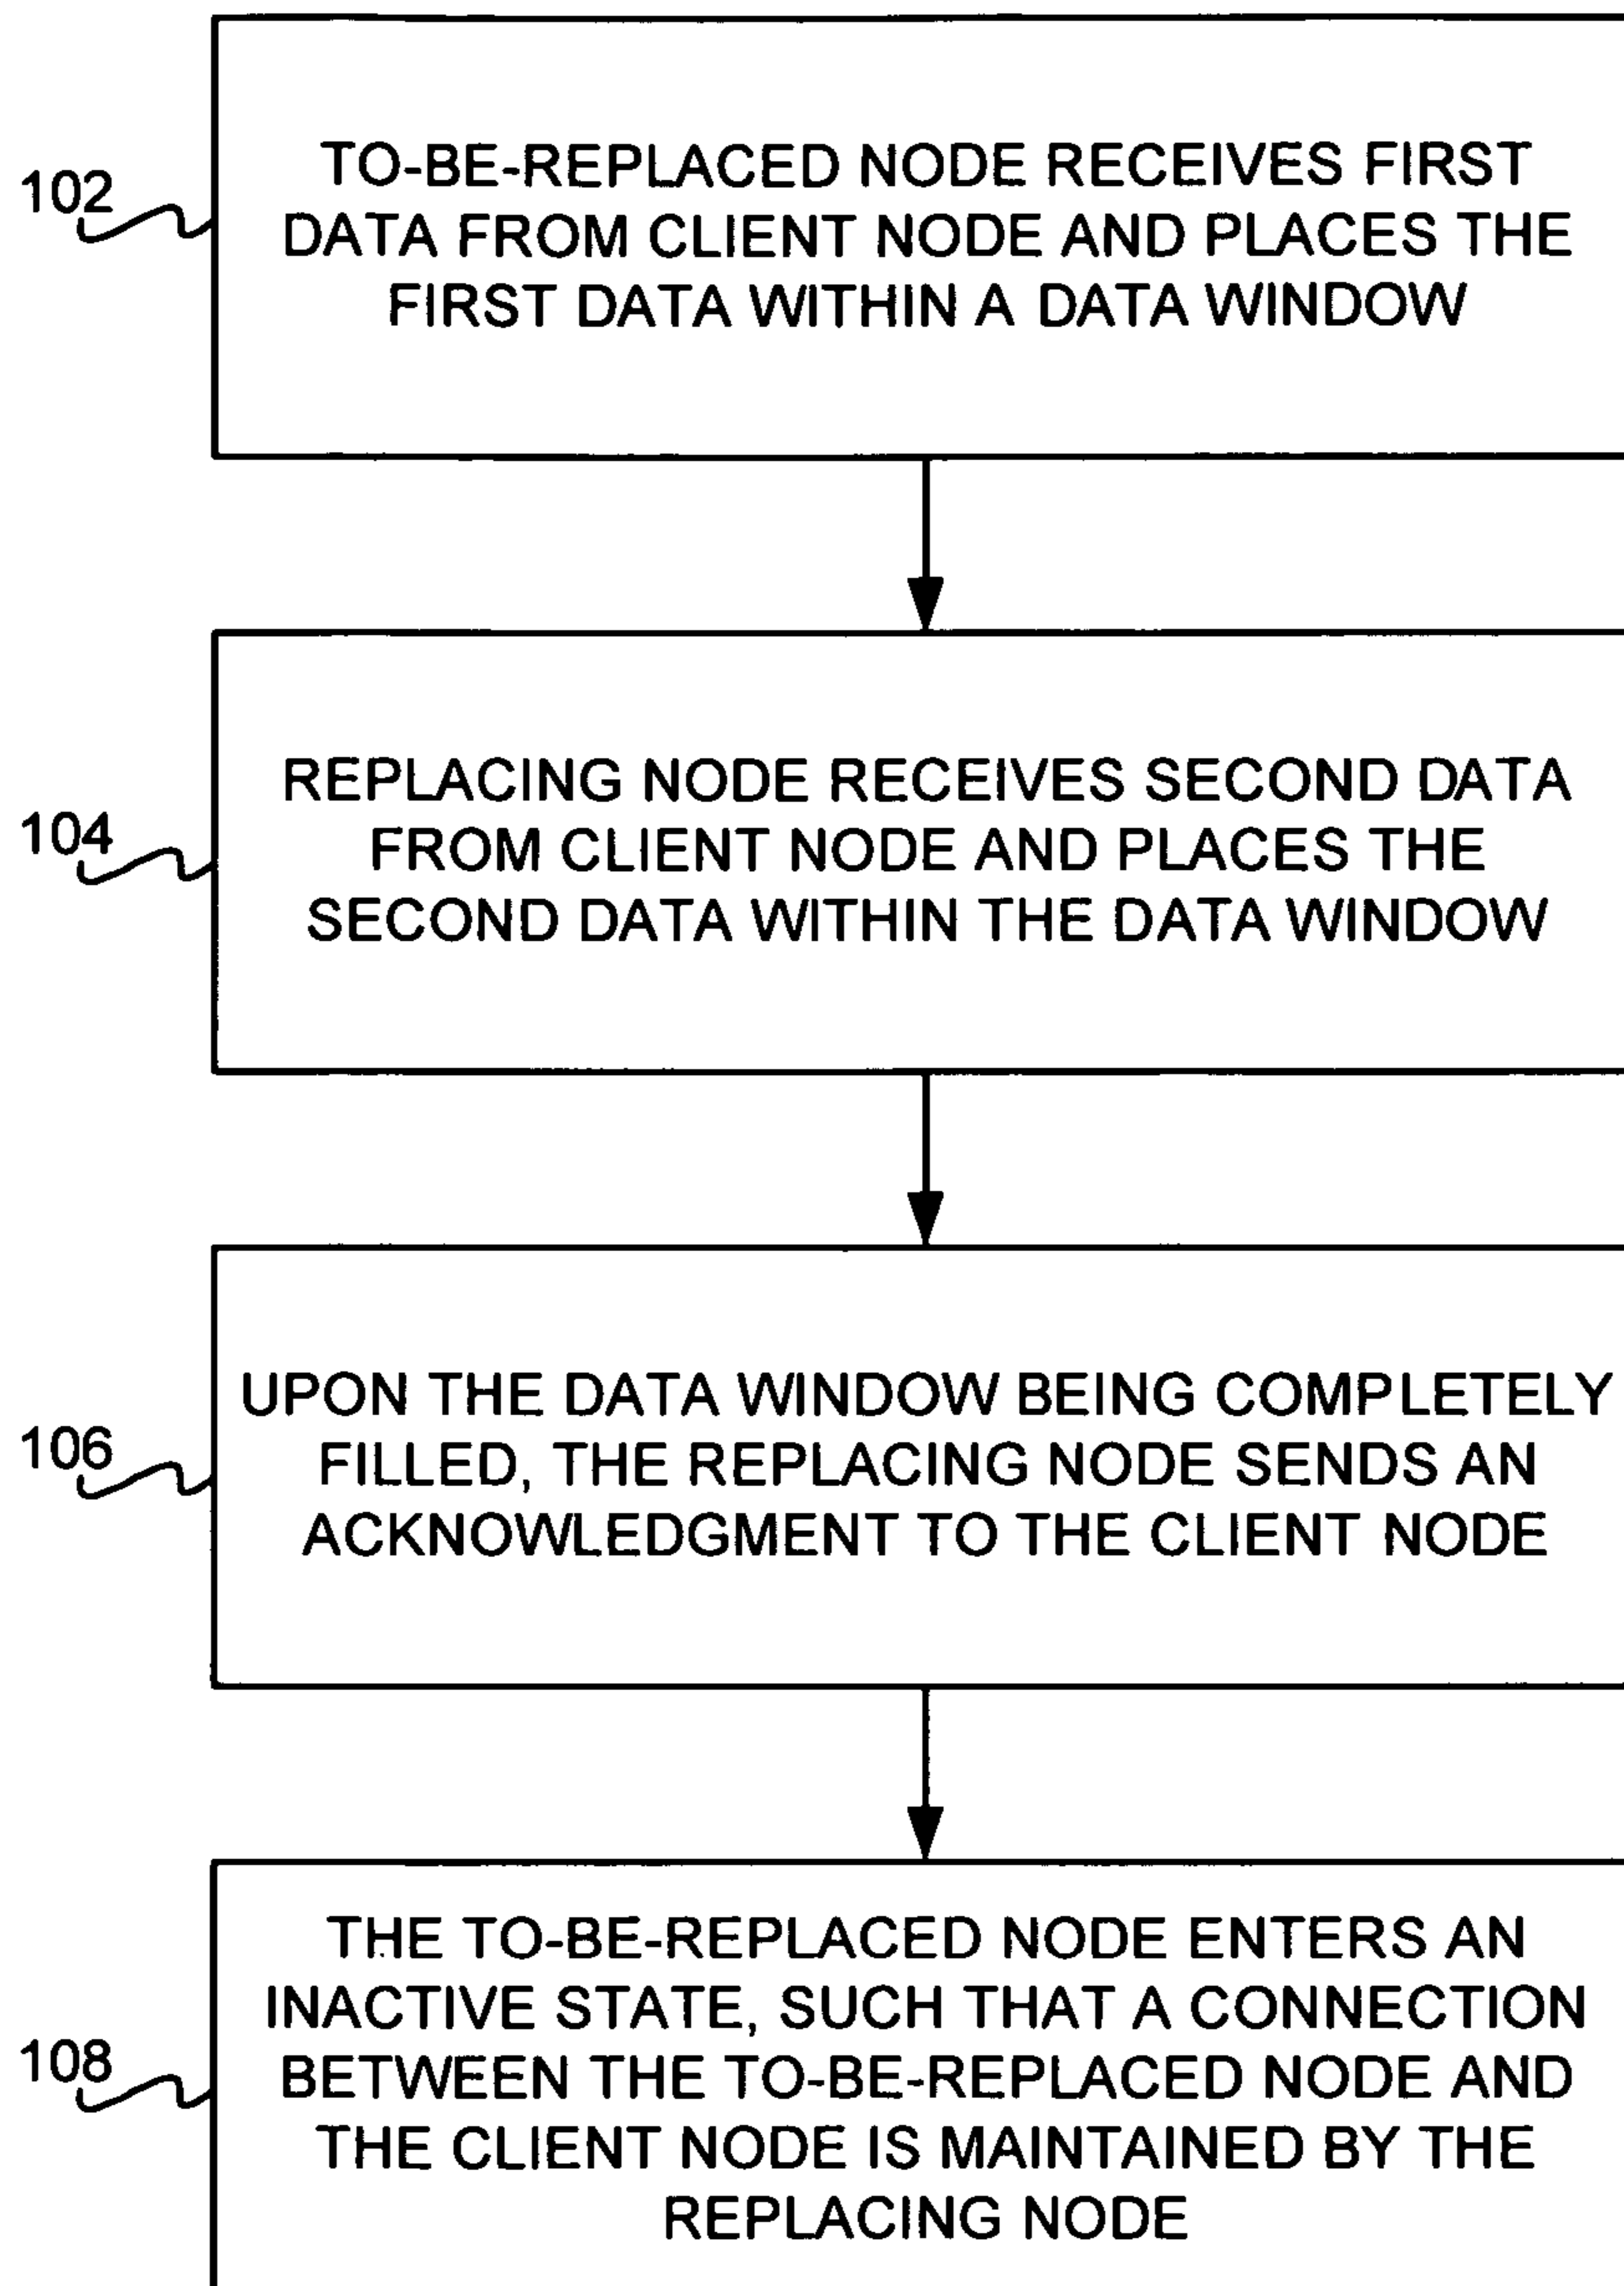 102
TO-BE-REPLACED NODE RECEIVES FIRST
DATA FROM CLIENT NODE AND PLACES THE
FIRST DATA WITHIN A DATA WINDOW
104
REPLACING NODE RECEIVES SECOND DATA
FROM CLIENT NODE AND PLACES THE
SECOND DATA WITHIN THE DATA WINDOW
106
UPON THE DATA WINDOW BEING COMPLETELY
FILLED, THE REPLACING NODE SENDS AN
ACKNOWLEDGMENT TO THE CLIENT NODE
108
THE TO-BE-REPLACED NODE ENTERS AN
INACTIVE STATE, SUCH THAT A CONNECTION
BETWEEN THE TO-BE-REPLACED NODE AND
THE CLIENT NODE IS MAINTAINED BY THE
REPLACING NODE